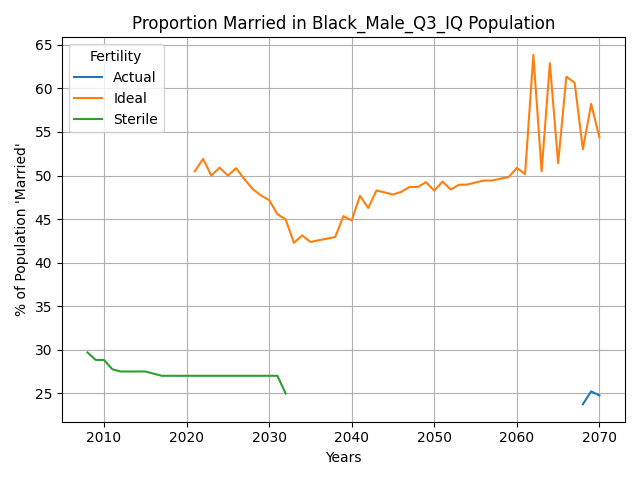 Proportion Married in Black_Male_Q3_IQ Population
Fertility
Actual
Ideal
Sterile
65
60
55
50
45
40
35
30
25
% of Population 'Married'
2010 2020 2030 2040 2050 2060 2070
Years